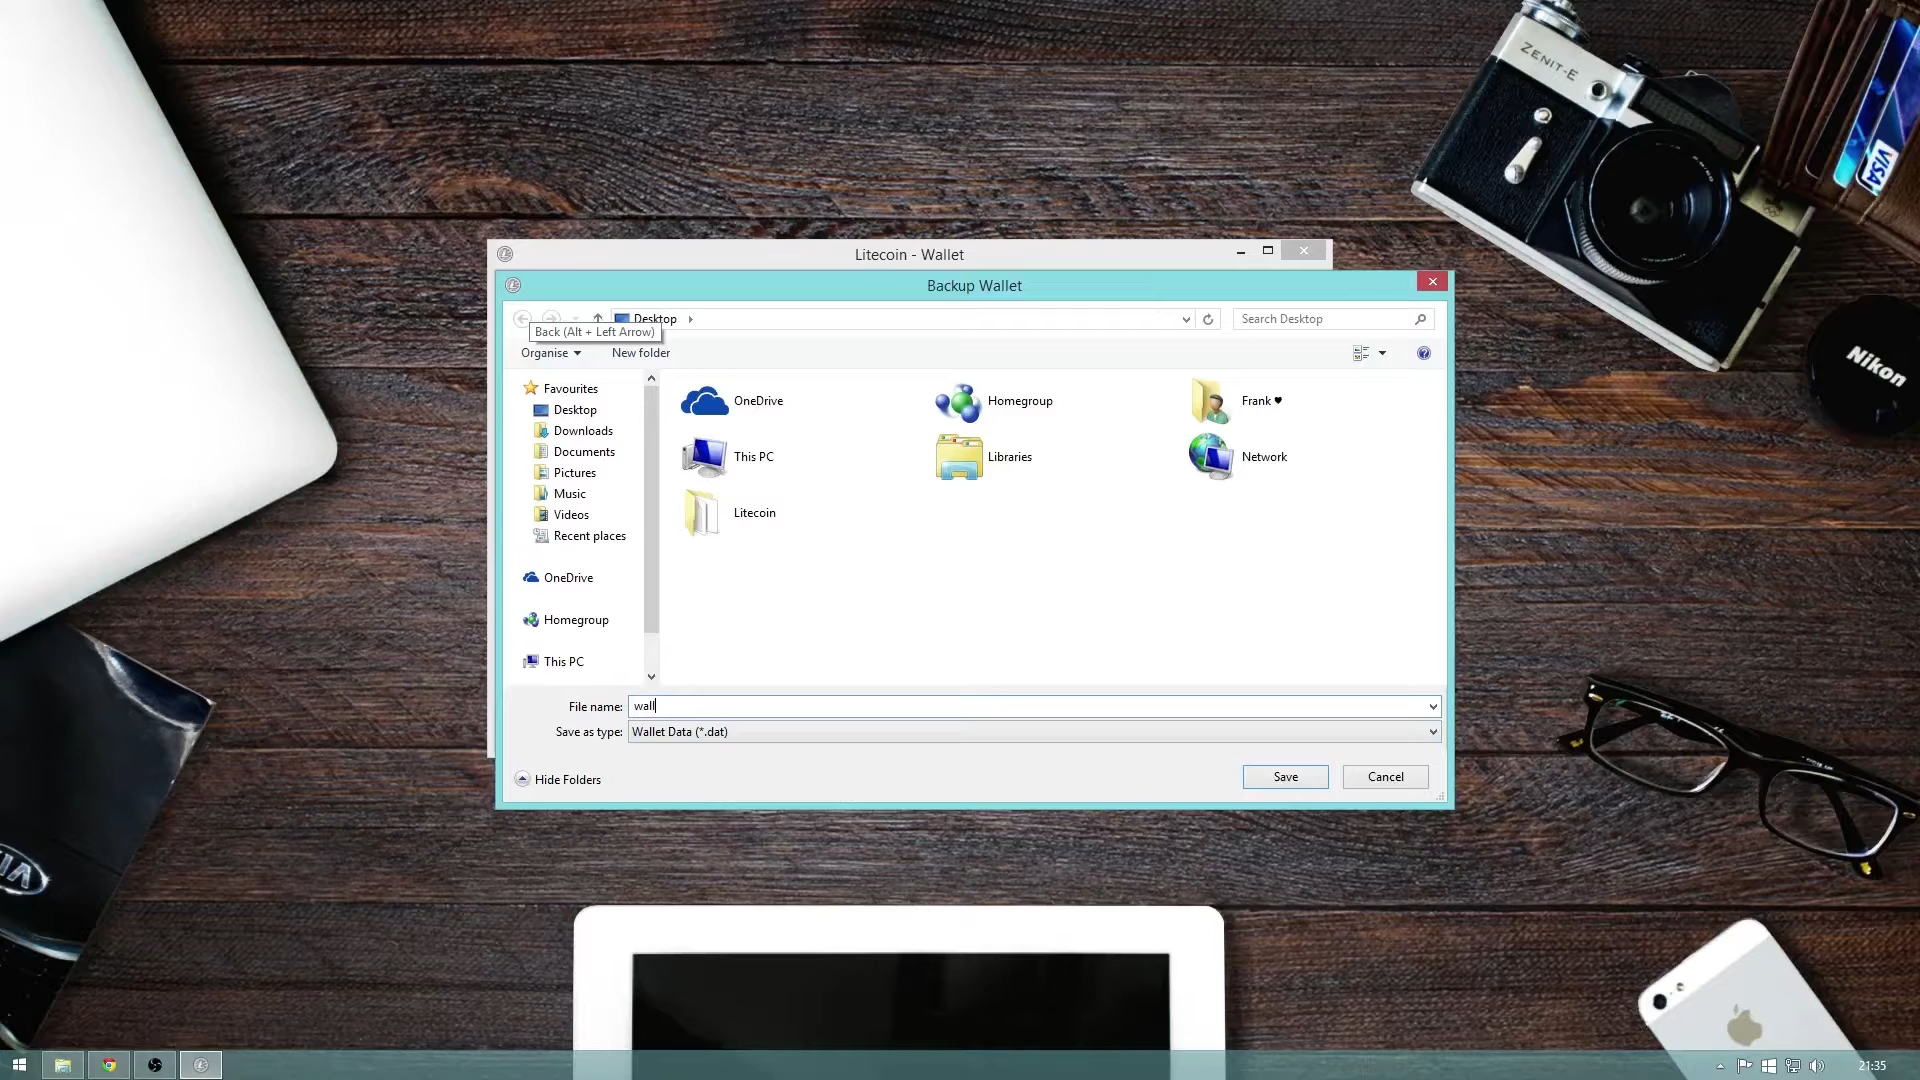 ZENIT-E
VISA
Nikon
KIA
Litecoin - Wallet
Backup Wallet
Desktop
Search Desktop
Back (Alt + Left Arrow)
Organise
New folder
Favourites
Desktop
Downloads
Documents
Pictures
Music
Videos
Recent places
OneDrive
Homegroup
This PC
OneDrive
Homegroup
Frank ♥
This PC
Libraries
Network
Litecoin
File name: wall
Save as type: Wallet Data (*.dat)
Hide Folders
Save
Cancel
21:35